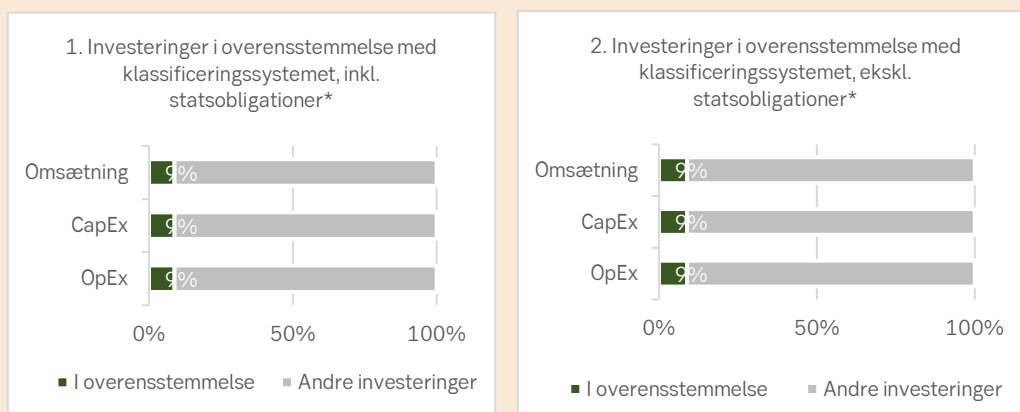 1. Investeringer i overensstemmelse med
klassificeringssystemet, inkl.
statsobligationer*
Omsætning
9%
CapEx
9%
OpEx
9%
0% 50% 100%
I overensstemmelse Andre investeringer
2. Investeringer i overensstemmelse med
klassificeringssystemet, ekskl.
statsobligationer*
Omsætning
9%
CapEx
9%
OpEx
9%
0% 50% 100%
I overensstemmelse Andre investeringer